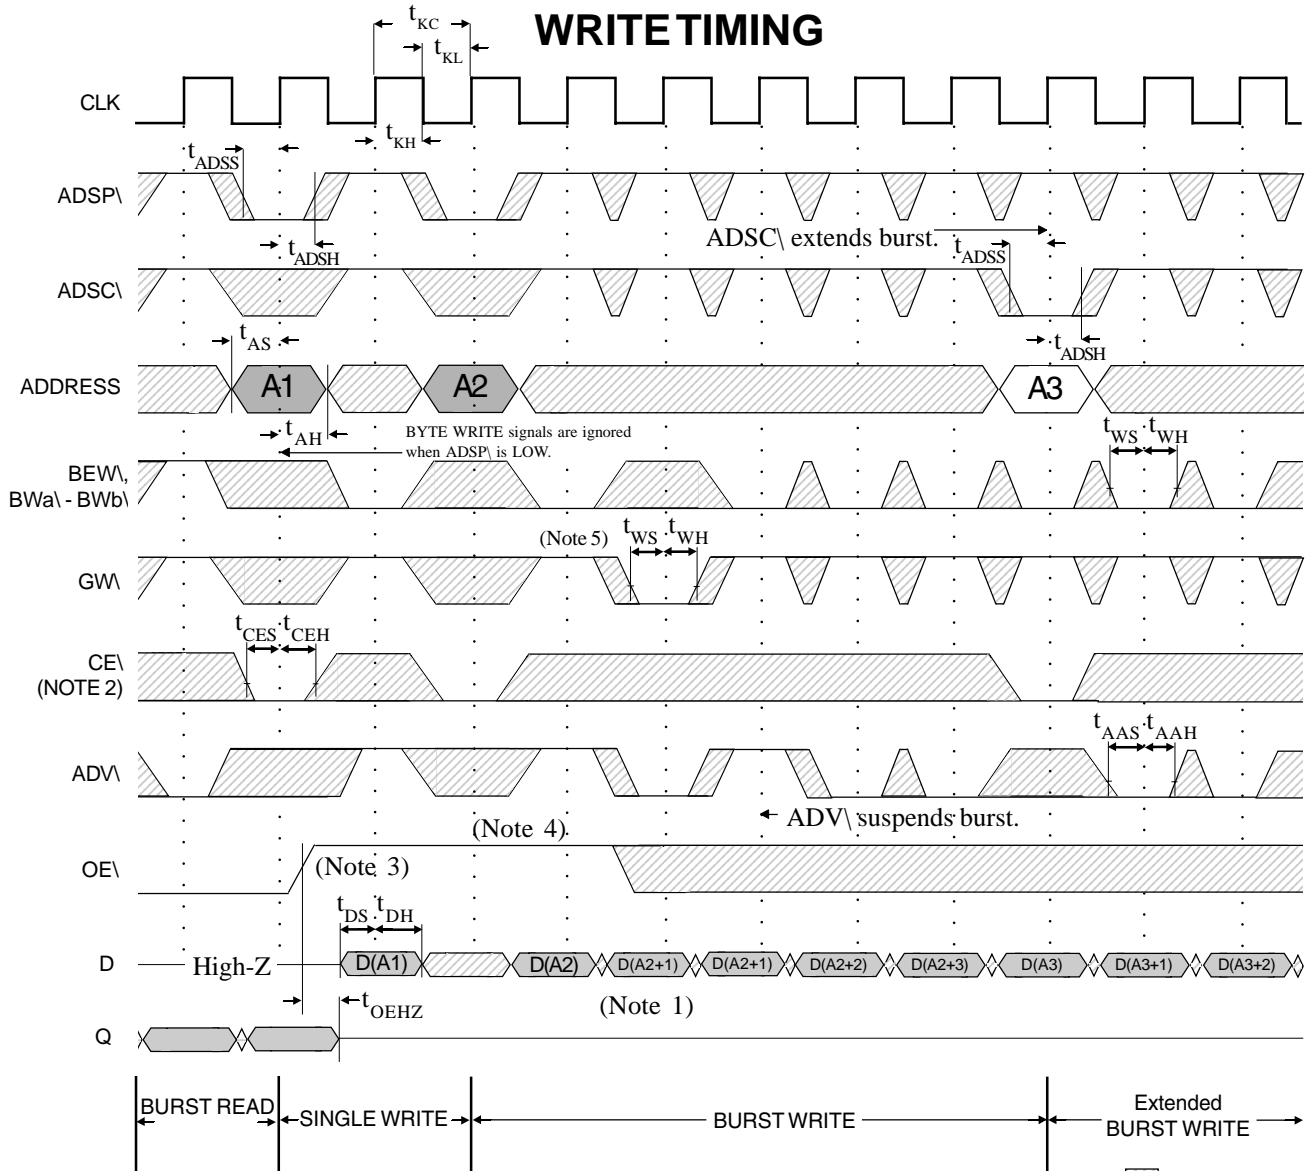 WRITE TIMING
tKC
tKL
CLK
tKH
tADSS
ADSP\
tADSH
ADSC\ extends burst.
tADSS
ADSC\
tADSH
tAS
ADDRESS
A1
A2
A3
tAH
BYTE WRITE signals are ignored
when ADSP\ is LOW.
tWS
tWH
BEW\,
BWa\ - BWb\
(Note 5)
tWS
tWH
GW\
tCES
tCEH
CE\
(NOTE 2)
tAAS
tAAH
ADV\
ADV\ suspends burst.
(Note 4)
OE\
(Note 3)
tDS
tDH
D
High-Z
D(A1)
D(A2)
D(A2+1)
D(A2+1)
D(A2+2)
D(A2+3)
D(A3)
D(A3+1)
D(A3+2)
tOEHZ
(Note 1)
Q
BURST READ
SINGLE WRITE
BURST WRITE
Extended
BURST WRITE